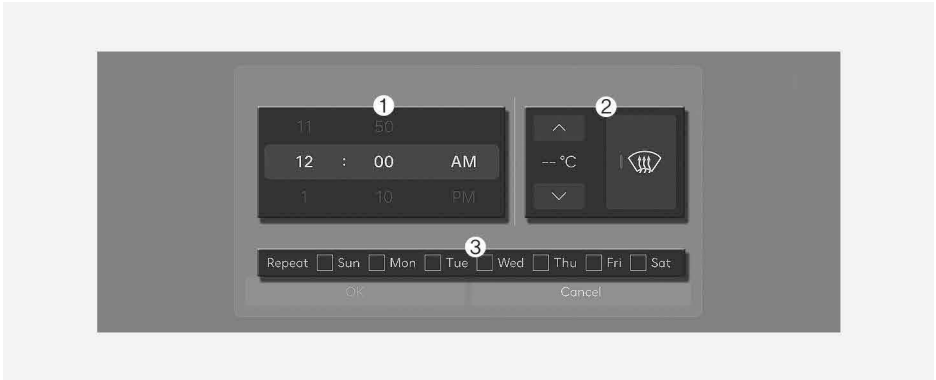 1 2
11 50
12 : 00 AM -- °C
1 10 PM
3
Repeat Sun Mon Tue Wed Thu Fri Sat
OK Cancel